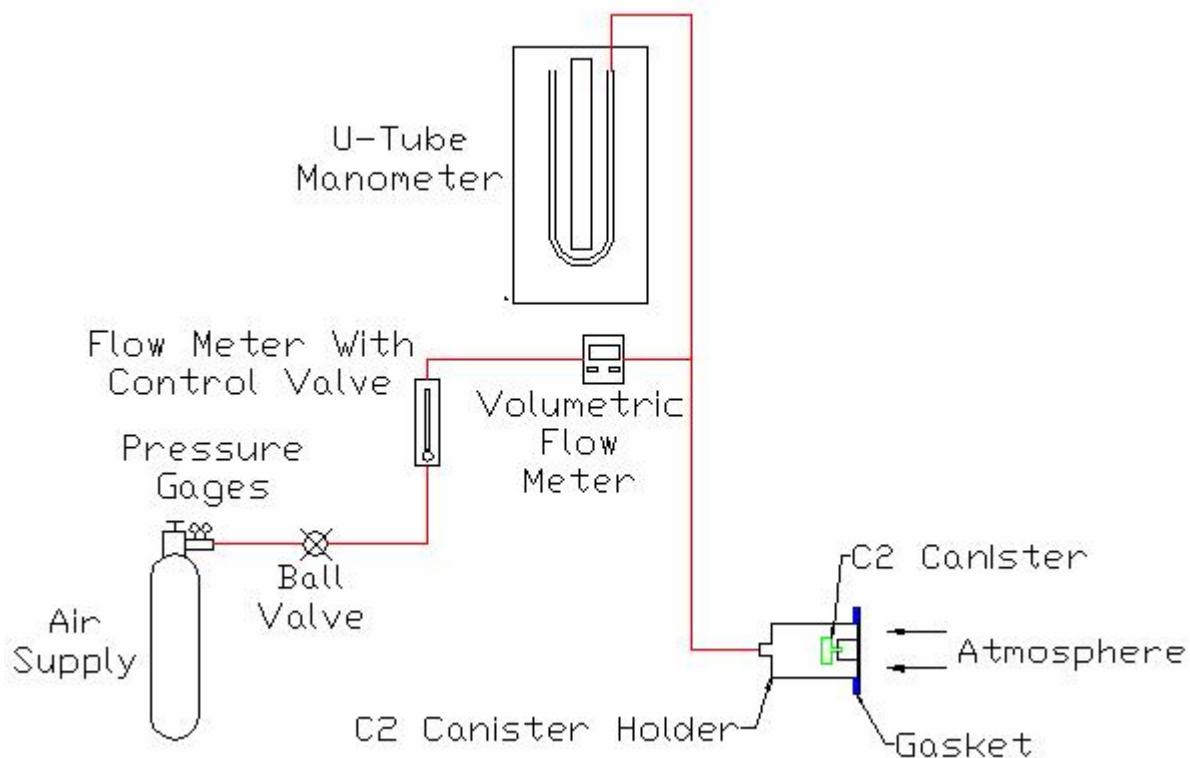 U-Tube
Manometer
Flow Meter With
Control Valve
Volumetric
Flow
Meter
Pressure
Gages
Ball
Valve
Air
Supply
C2 Canister
Atmosphere
C2 Canister Holder
Gasket